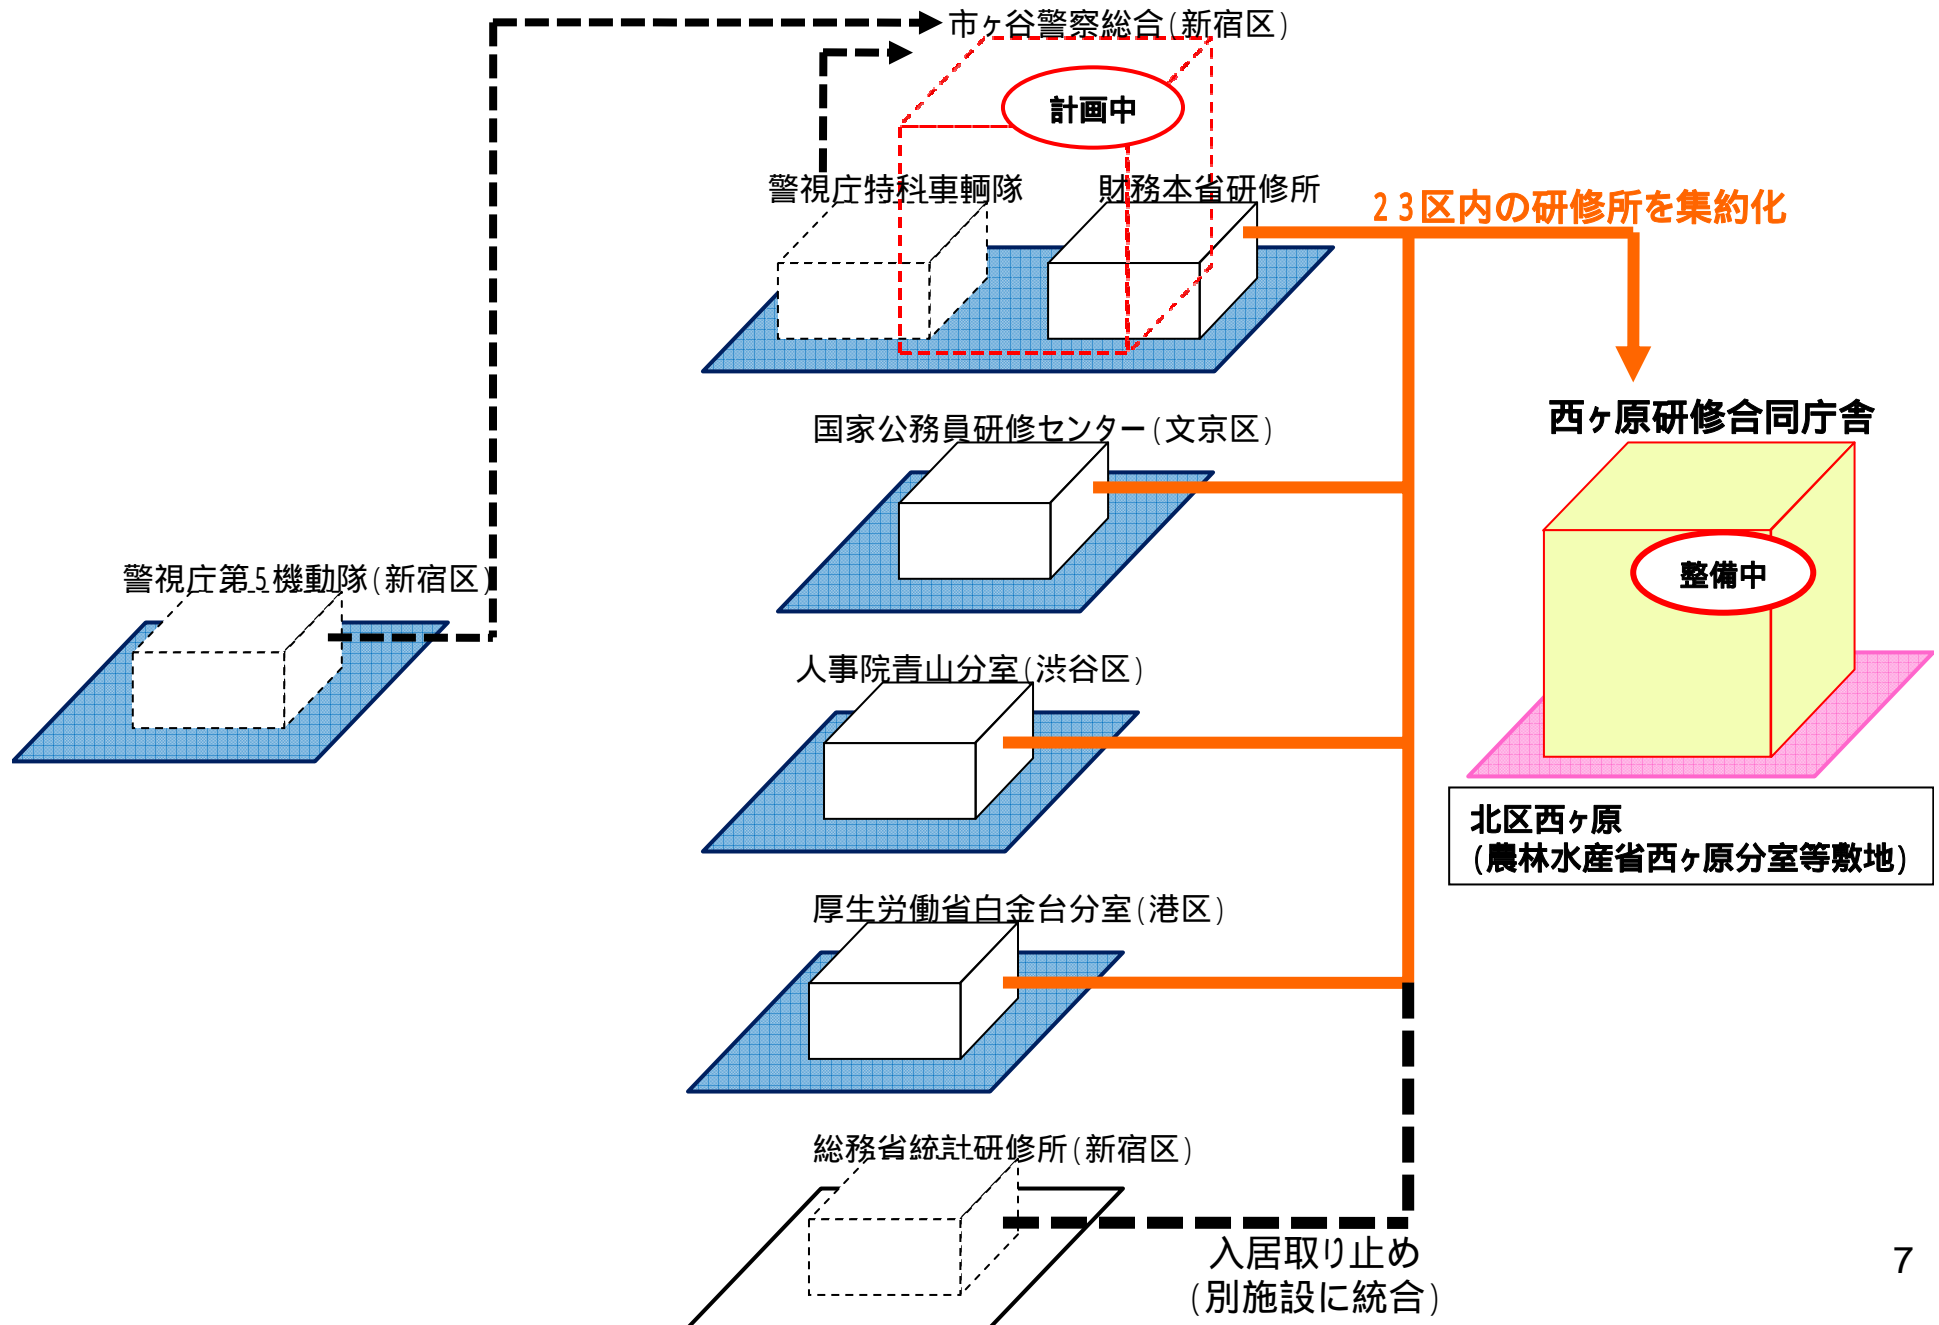 市ヶ谷警察総合(新宿区)
計画中
警視庁特科車輌隊
財務本省研修所
23区内の研修所を集約化
西ヶ原研修合同庁舎
国家公務員研修センター(文京区)
整備中
警視庁第5機動隊(新宿区)
人事院青山分室(渋谷区)
北区西ヶ原
(農林水産省西ヶ原分室等敷地)
厚生労働省白金台分室(港区)
総務省統計研修所(新宿区)
入居取り止め
(別施設に統合)
7